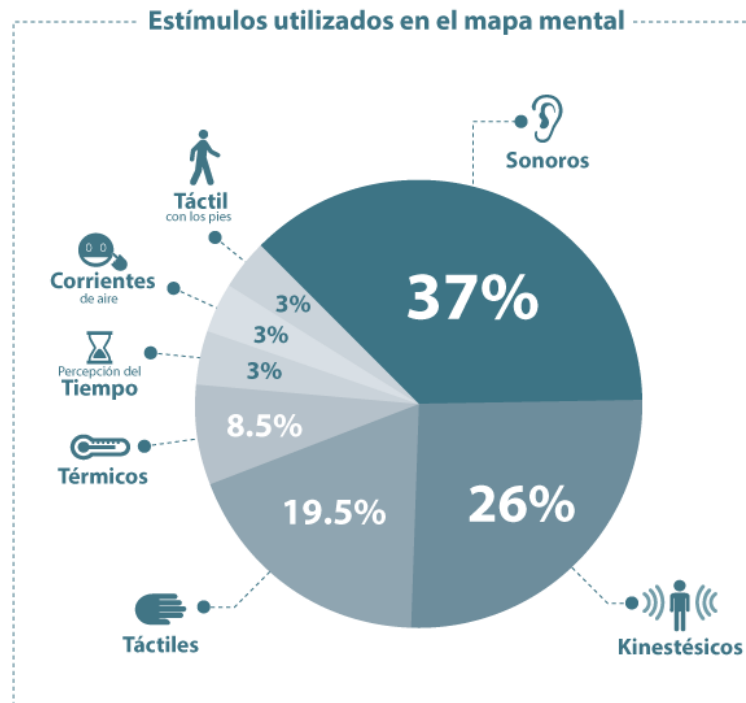 Estímulos utilizados en el mapa mental
Sonoros
Táctil
con los pies
Corrientes
de aire
Percepción del
Tiempo
Térmicos
Táctiles
Kinestésicos
37%
3%
3%
3%
8.5%
19.5%
26%